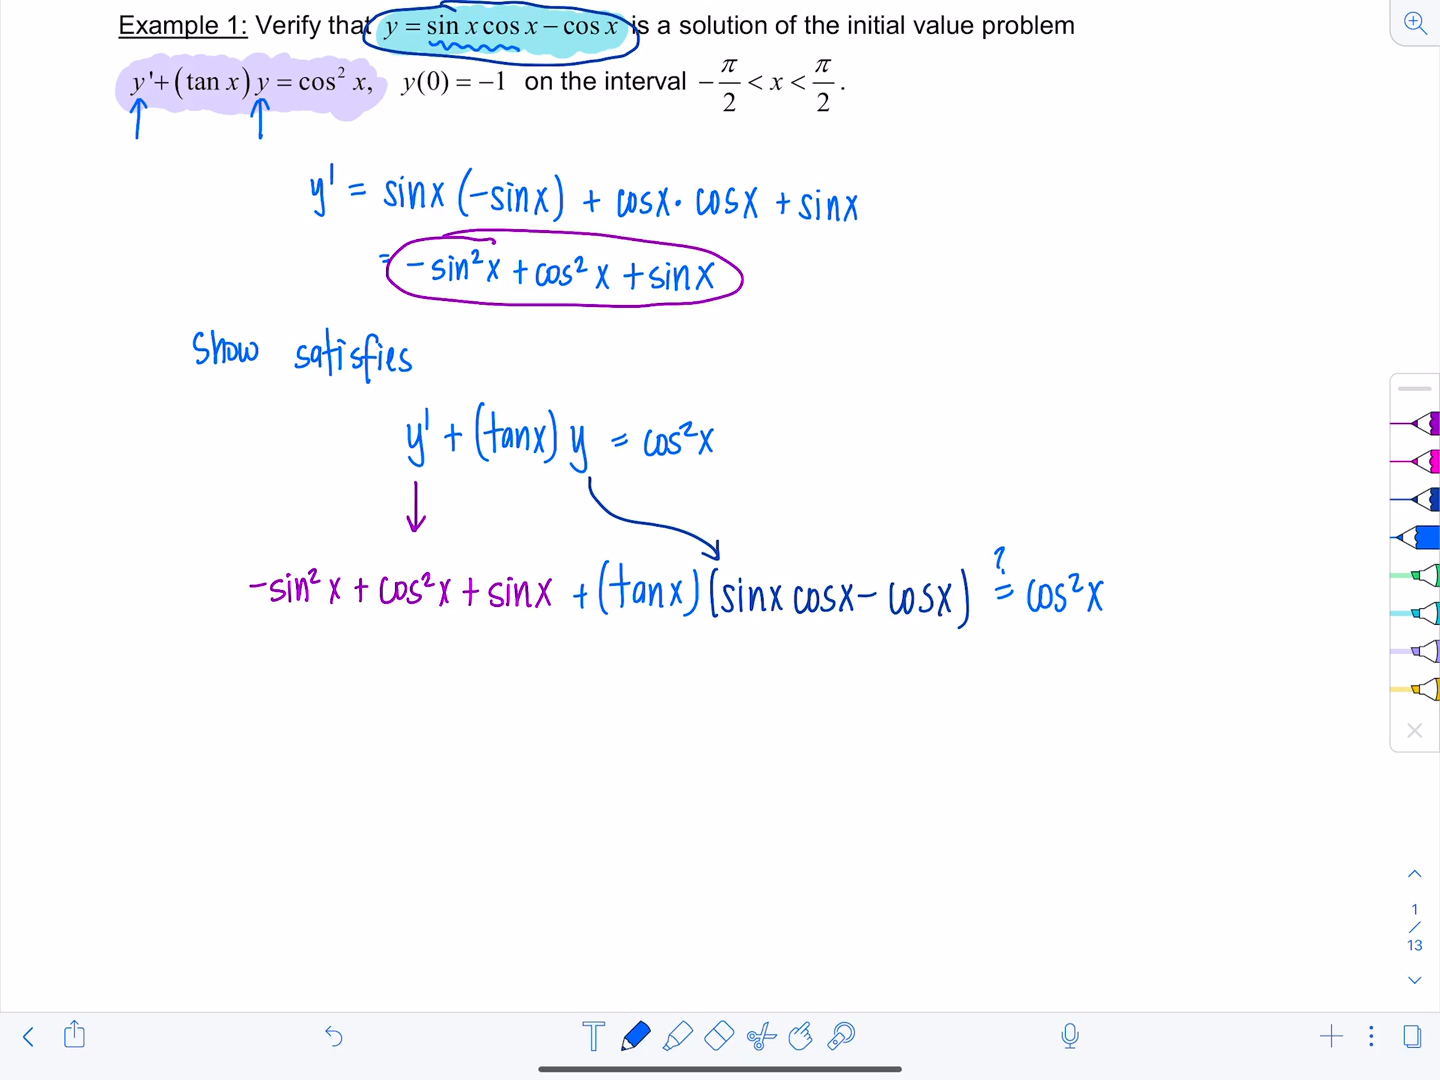 Example 1: Verify that y = sin x cos x − cos x is a solution of the initial value problem
y' + (tan x) y = cos² x,   y(0) = −1 on the interval −π/2 < x < π/2.
y' = sinx (−sinx) + cosx · cosx + sinx
= −sin²x + cos²x + sinx
Show satisfies
y' + (tanx) y = cos²x
−sin²x + cos²x + sinx + (tanx) (sinx cosx − cosx) ?= cos²x
1
/
13
T